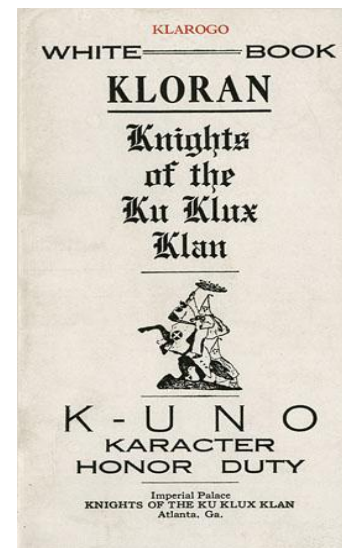 KLAROGO
WHITE BOOK
KLORAN
Knights
of the
Ku Klux
Klan
K-UNO
KARACTER
HONOR DUTY
Imperial Palace
KNIGHTS OF THE KU KLUX KLAN
Atlanta, Ga.